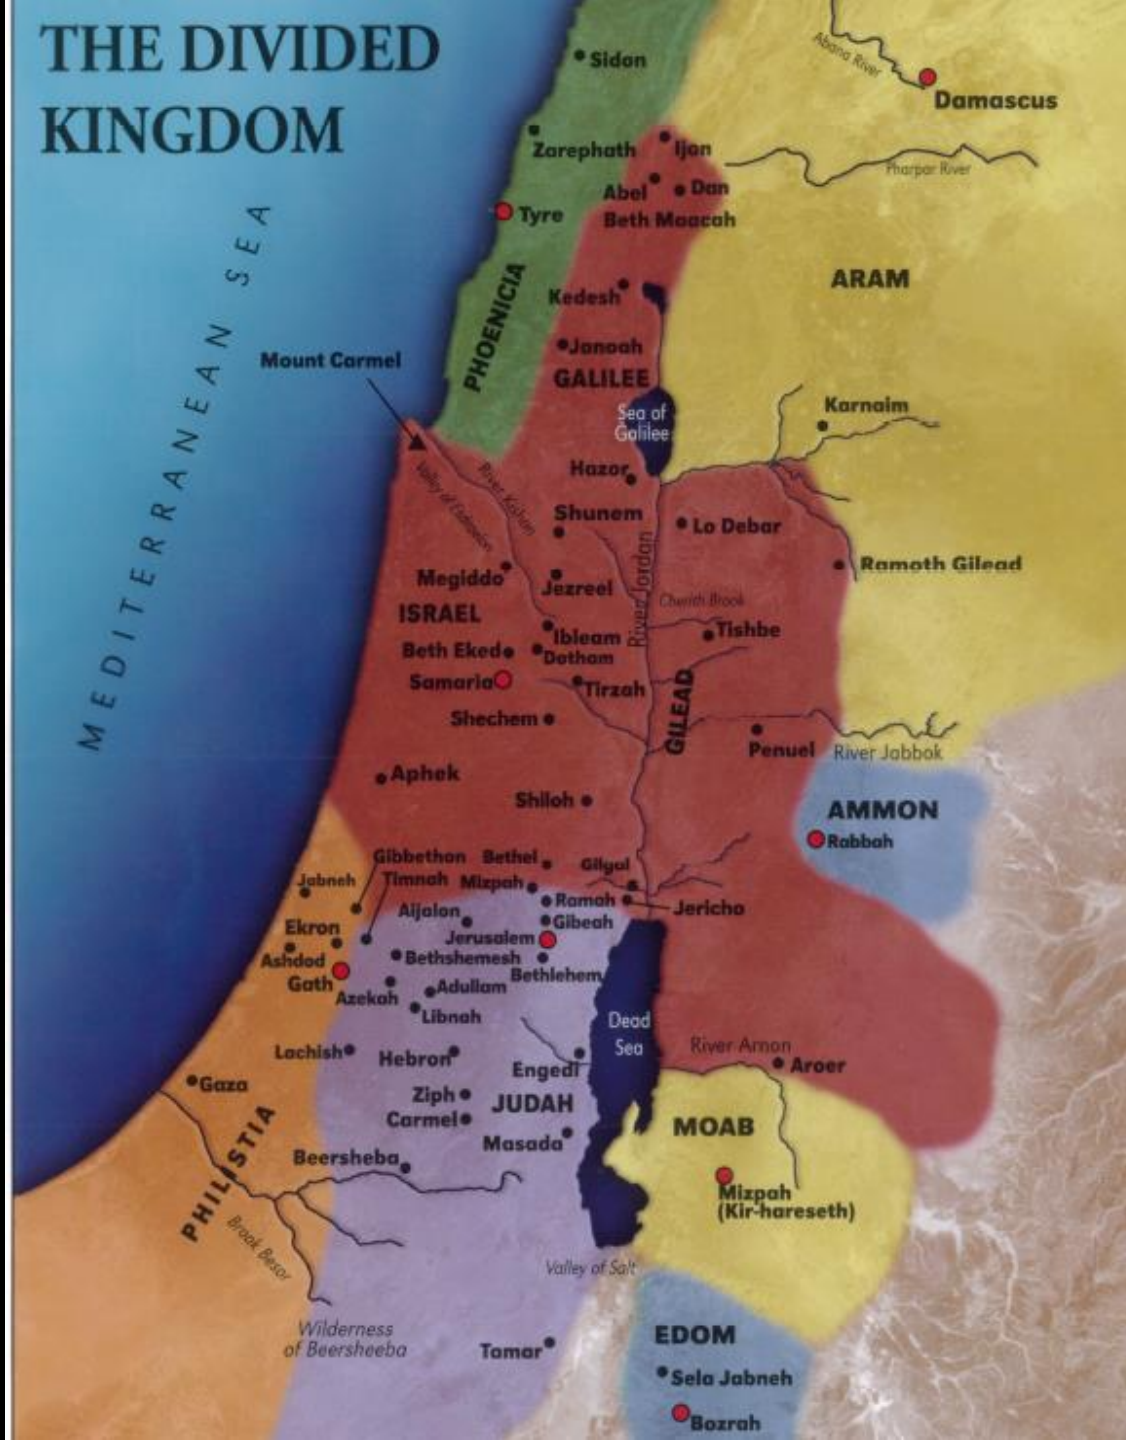 THE DIVIDED
KINGDOM
Sidon
Abana River
Damascus
Zarephath
Ijon
Pharpar River
Abel
Dan
Beth Maacah
Tyre
MEDITERRANEAN SEA
PHOENICIA
ARAM
Kedesh
Janoah
Mount Carmel
GALILEE
Sea of
Galilee
Karnaim
Hazor
River Kishon
Valley of Esdraelon
Shunem
Lo Debar
River Jordan
Ramoth Gilead
Megiddo
Jezreel
Cherith Brook
ISRAEL
Ibleam
Tishbe
Beth Eked
Dotham
Samaria
Tirzah
GILEAD
Shechem
Penuel
River Jabbok
Aphek
Shiloh
AMMON
Rabbah
Gibbethon
Bethel
Gilgal
Jabneh
Timnah
Mizpah
Ramah
Jericho
Aijalon
Gibeah
Ekron
Jerusalem
Ashdod
Bethshemesh
Bethlehem
Gath
Azekah
Adullam
Libnah
Dead
Sea
Lachish
Hebron
Engedi
River Arnon
Aroer
Gaza
Ziph
JUDAH
Carmel
MOAB
Masada
PHILISTIA
Beersheba
Mizpah
(Kir-hareseth)
Brook Besor
Valley of Salt
Wilderness
of Beersheeba
Tamar
EDOM
Sela Jabneh
Bozrah